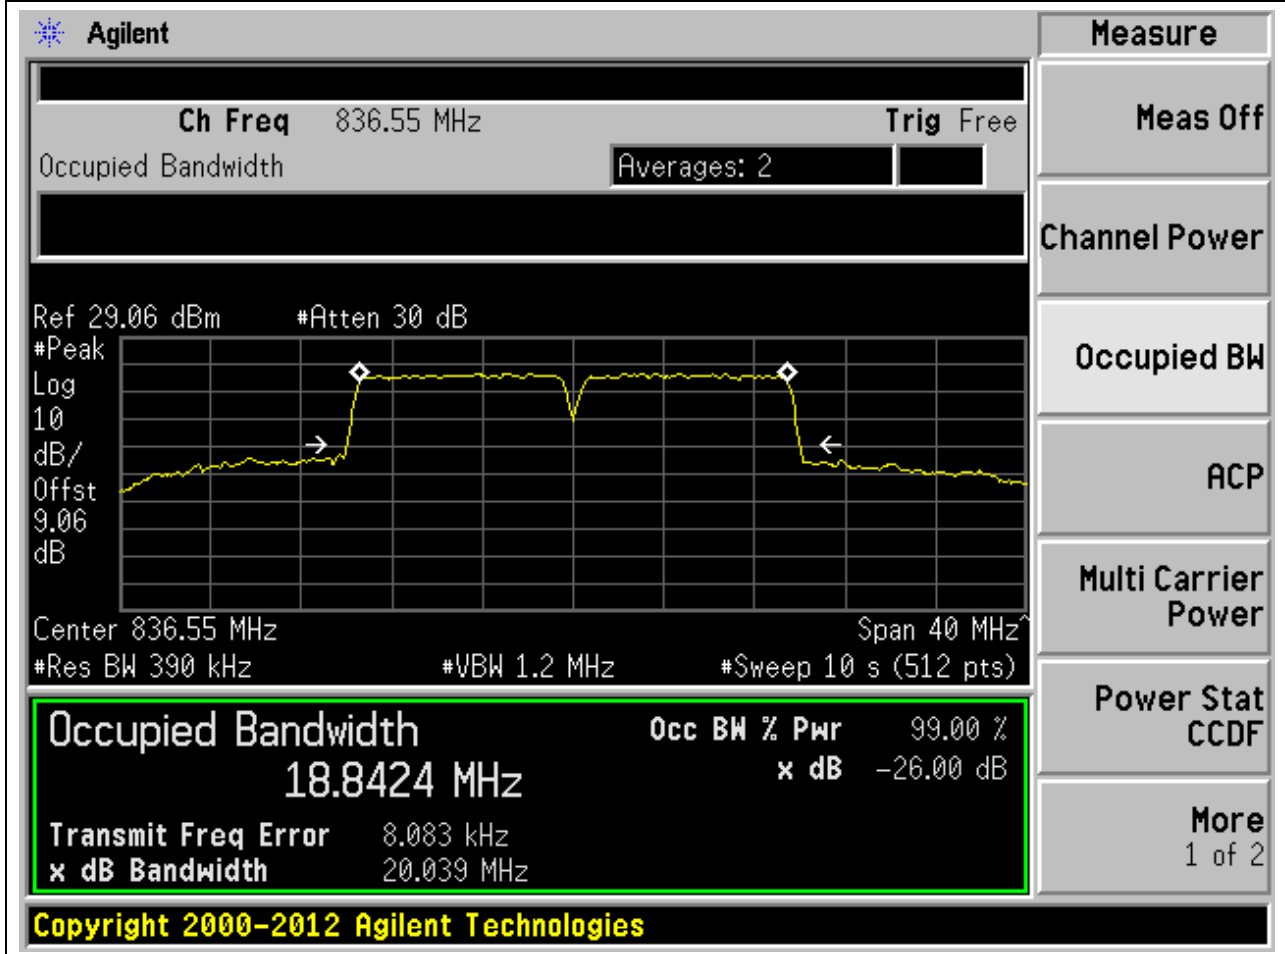 Agilent
Measure
Ch Freq 836.55 MHz Trig Free
Occupied Bandwidth Averages: 2
Meas Off
Channel Power
Occupied BW
ACP
Multi Carrier
Power
Power Stat
CCDF
More
1 of 2
Ref 29.06 dBm #Atten 30 dB
#Peak
Log
10
dB/
Offst
9.06
dB
Center 836.55 MHz Span 40 MHz^
#Res BW 390 kHz #VBW 1.2 MHz #Sweep 10 s (512 pts)
Occupied Bandwidth Occ BW % Pwr 99.00 %
18.8424 MHz x dB -26.00 dB
Transmit Freq Error 8.083 kHz
x dB Bandwidth 20.039 MHz
Copyright 2000-2012 Agilent Technologies